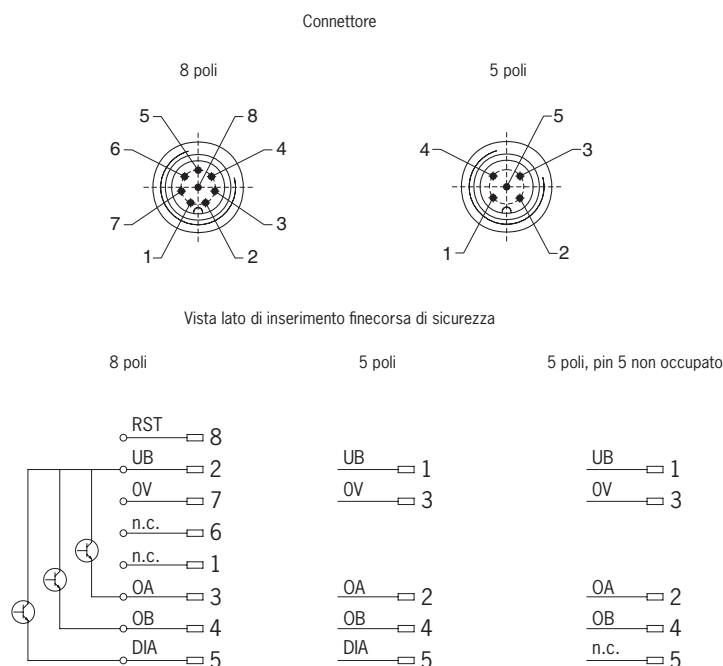 Connettore
8 poli
5 poli
5
8
6
4
7
3
1
2
5
4
3
1
2
Vista lato di inserimento finecorsa di sicurezza
8 poli
5 poli
5 poli, pin 5 non occupato
RST 8
UB 2
0V 7
n.c. 6
n.c. 1
OA 3
OB 4
DIA 5
UB 1
0V 3
OA 2
OB 4
DIA 5
UB 1
0V 3
OA 2
OB 4
n.c. 5